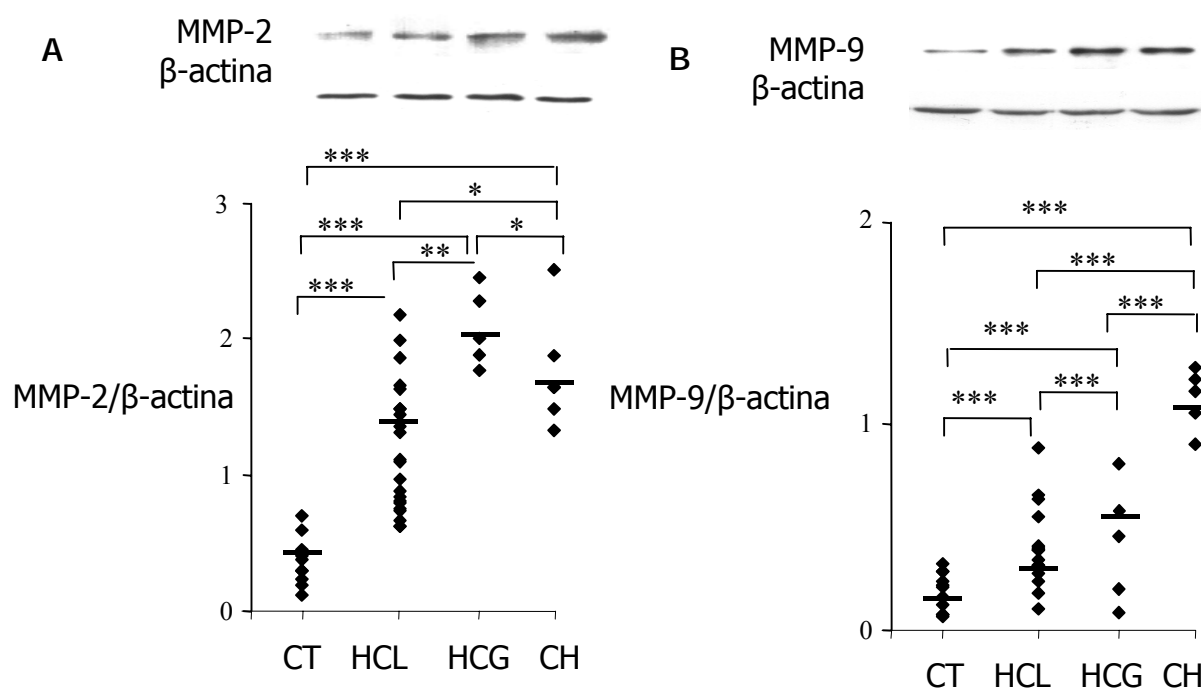 A
MMP-2
β-actina
***
*
***
*
**
***
3
2
1
0
MMP-2/β-actina
CT HCL HCG CH
B
MMP-9
β-actina
***
***
***
***
***
***
2
1
0
MMP-9/β-actina
CT HCL HCG CH